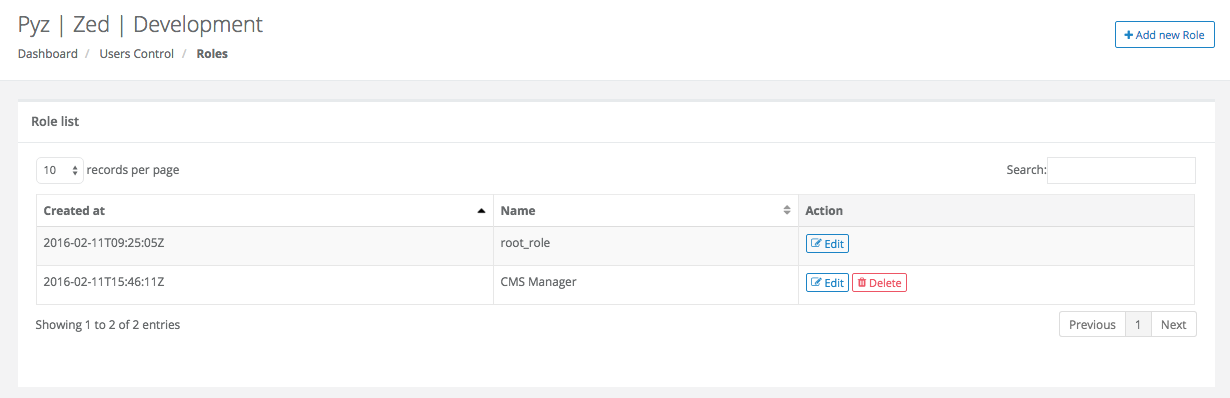 Pyz | Zed | Development
Dashboard / Users Control / Roles
Add new Role
Role list
10 records per page
Search:
Created at Name Action
2016-02-11T09:25:05Z root_role Edit
2016-02-11T15:46:11Z CMS Manager Edit Delete
Showing 1 to 2 of 2 entries
Previous 1 Next